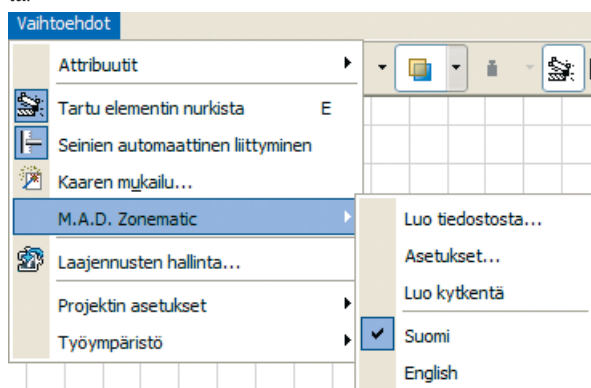 Vaihtoehdot
Attribuutit
Tartu elementin nurkista E
Seinien automaattinen liittyminen
Kaaren mukailu...
M.A.D. Zonematic
Laajennusten hallinta...
Projektin asetukset
Työympäristö
Luo tiedostosta...
Asetukset...
Luo kytkentä
Suomi
English